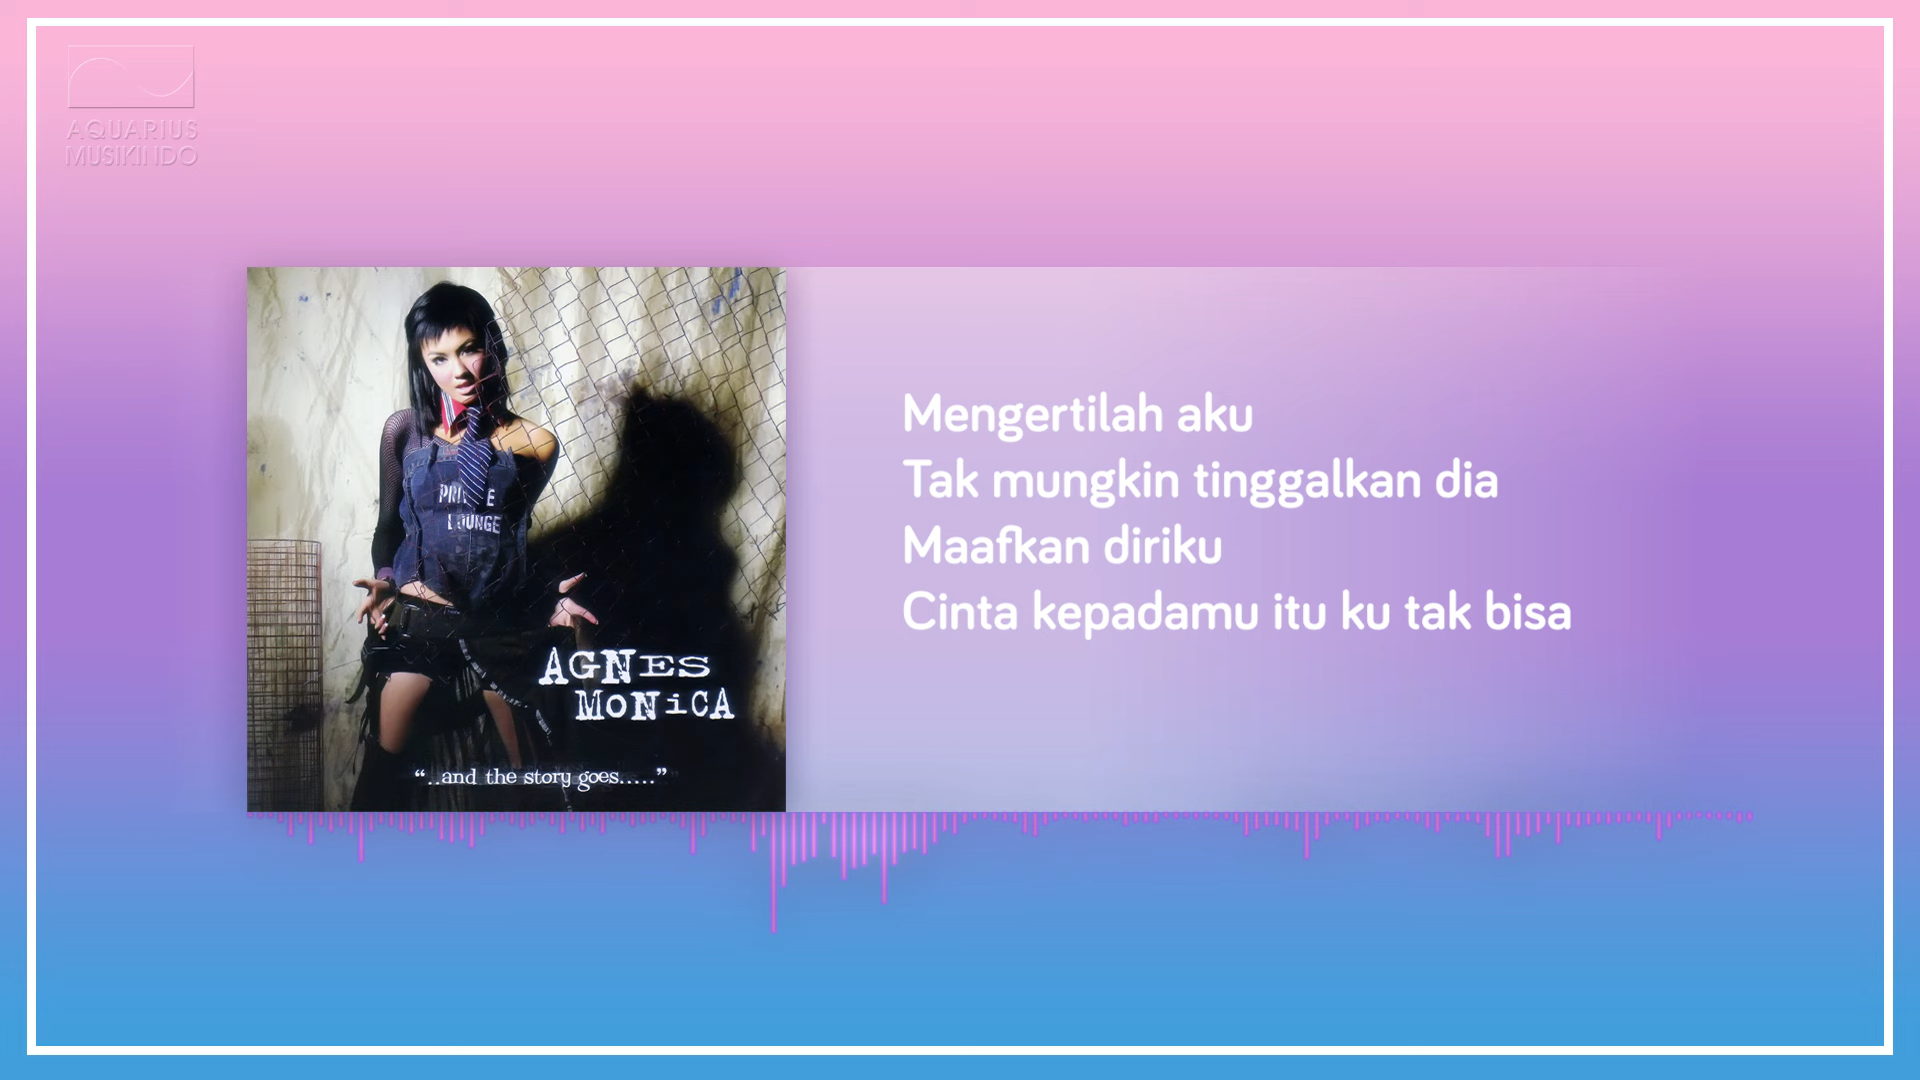 AQUARIUS
MUSIKINDO
Mengertilah aku
Tak mungkin tinggalkan dia
Maafkan diriku
Cinta kepadamu itu ku tak bisa
LOUNGE
AGNES
MONiCA
“..and the story goes.....”